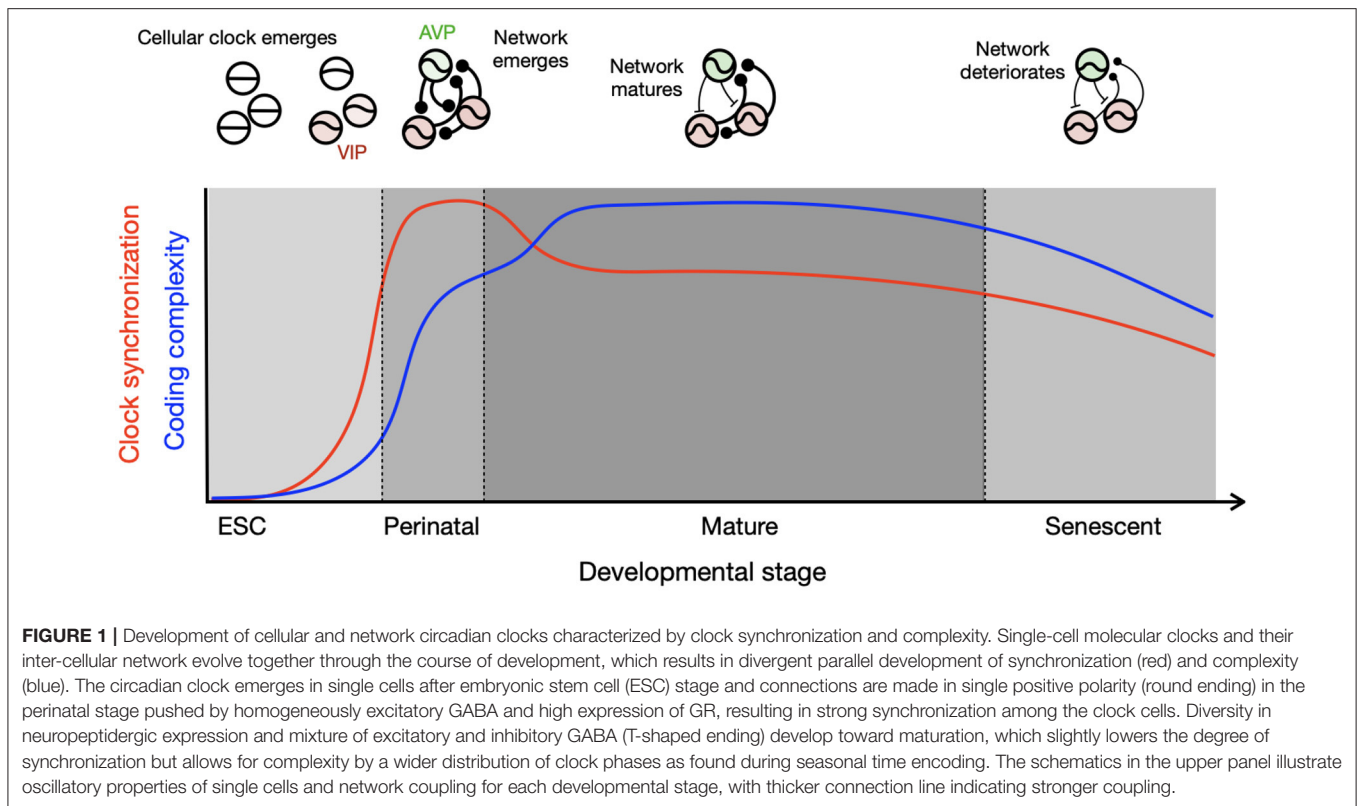 Cellular clock emerges
VIP
AVP
Network
emerges
Network
matures
Network
deteriorates
Clock synchronization
Coding complexity
ESC
Perinatal
Mature
Senescent
Developmental stage
FIGURE 1 | Development of cellular and network circadian clocks characterized by clock synchronization and complexity. Single-cell molecular clocks and their
inter-cellular network evolve together through the course of development, which results in divergent parallel development of synchronization (red) and complexity
(blue). The circadian clock emerges in single cells after embryonic stem cell (ESC) stage and connections are made in single positive polarity (round ending) in the
perinatal stage pushed by homogeneously excitatory GABA and high expression of GR, resulting in strong synchronization among the clock cells. Diversity in
neuropeptidergic expression and mixture of excitatory and inhibitory GABA (T-shaped ending) develop toward maturation, which slightly lowers the degree of
synchronization but allows for complexity by a wider distribution of clock phases as found during seasonal time encoding. The schematics in the upper panel illustrate
oscillatory properties of single cells and network coupling for each developmental stage, with thicker connection line indicating stronger coupling.